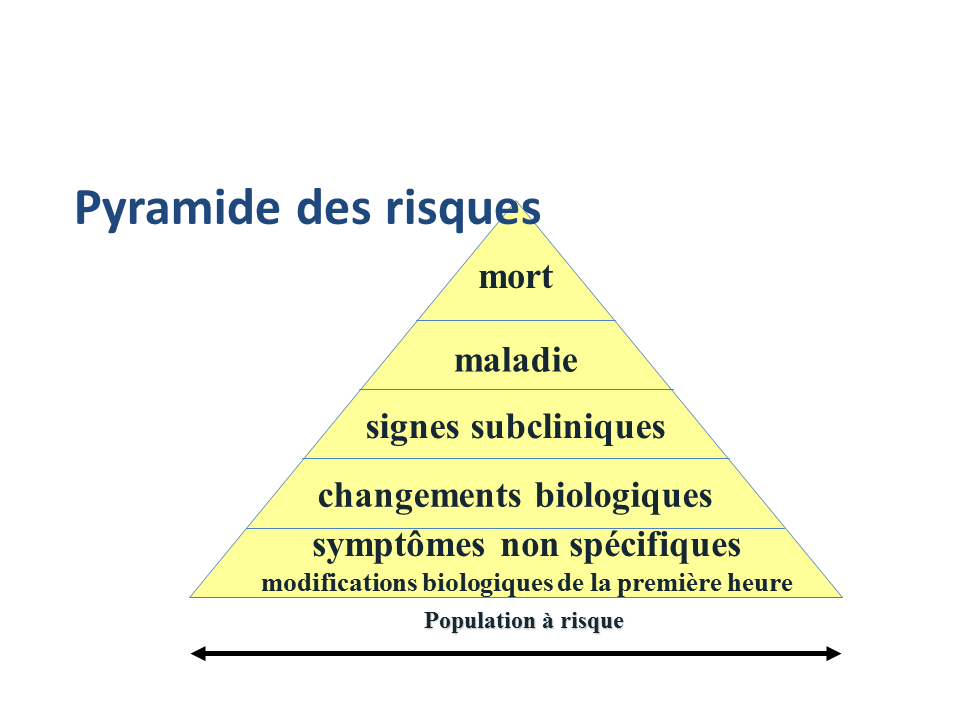 Pyramide des risques
mort
maladie
signes subcliniques
changements biologiques
symptômes non spécifiques
modifications biologiques de la première heure
Population à risque